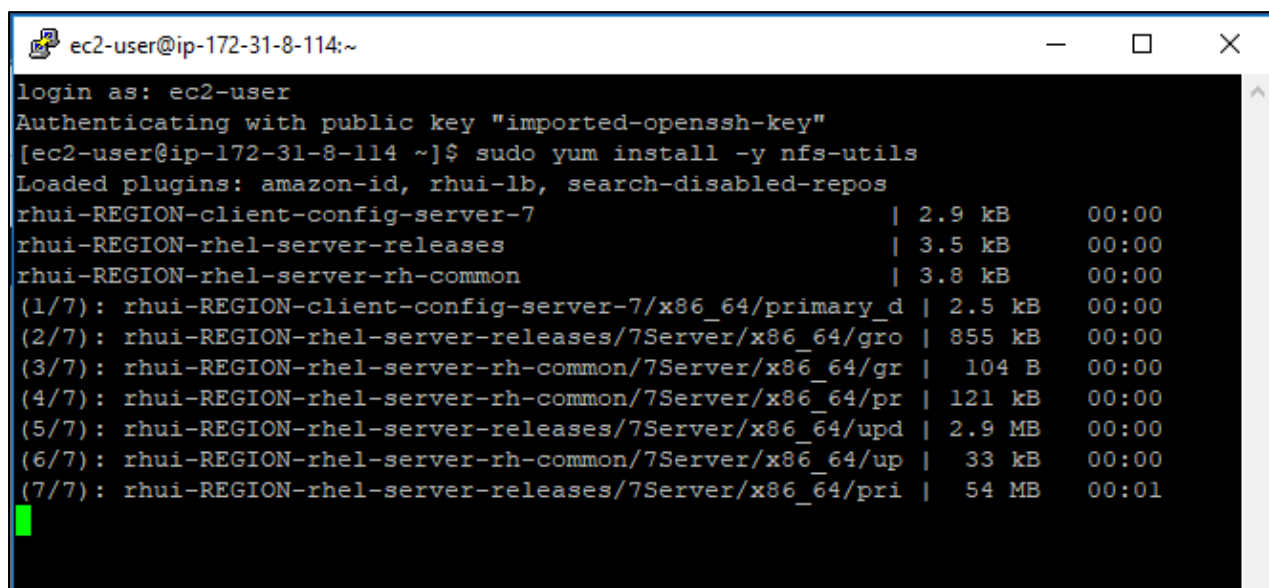 ec2-user@ip-172-31-8-114:~
login as: ec2-user
Authenticating with public key "imported-openssh-key"
[ec2-user@ip-172-31-8-114 ~]$ sudo yum install -y nfs-utils
Loaded plugins: amazon-id, rhui-lb, search-disabled-repos
rhui-REGION-client-config-server-7 | 2.9 kB 00:00
rhui-REGION-rhel-server-releases | 3.5 kB 00:00
rhui-REGION-rhel-server-rh-common | 3.8 kB 00:00
(1/7): rhui-REGION-client-config-server-7/x86_64/primary_d | 2.5 kB 00:00
(2/7): rhui-REGION-rhel-server-releases/7Server/x86_64/gro | 855 kB 00:00
(3/7): rhui-REGION-rhel-server-rh-common/7Server/x86_64/gr | 104 B 00:00
(4/7): rhui-REGION-rhel-server-rh-common/7Server/x86_64/pr | 121 kB 00:00
(5/7): rhui-REGION-rhel-server-releases/7Server/x86_64/upd | 2.9 MB 00:00
(6/7): rhui-REGION-rhel-server-rh-common/7Server/x86_64/up | 33 kB 00:00
(7/7): rhui-REGION-rhel-server-releases/7Server/x86_64/pri | 54 MB 00:01